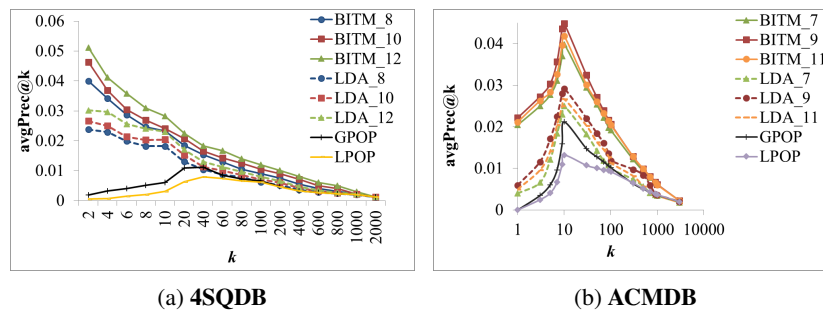 0.06
0.05
0.04
0.03
0.02
0.01
0
avgPrec@k
2
4
6
8
10
20
40
60
80
100
200
400
600
800
1000
2000
k
BITM_8
BITM_10
BITM_12
LDA_8
LDA_10
LDA_12
GPOP
LPOP
(a) 4SQDB
0.04
0.03
0.02
0.01
0
avgPrec@k
1 10 100 1000 10000
k
BITM_7
BITM_9
BITM_11
LDA_7
LDA_9
LDA_11
GPOP
LPOP
(b) ACMDB